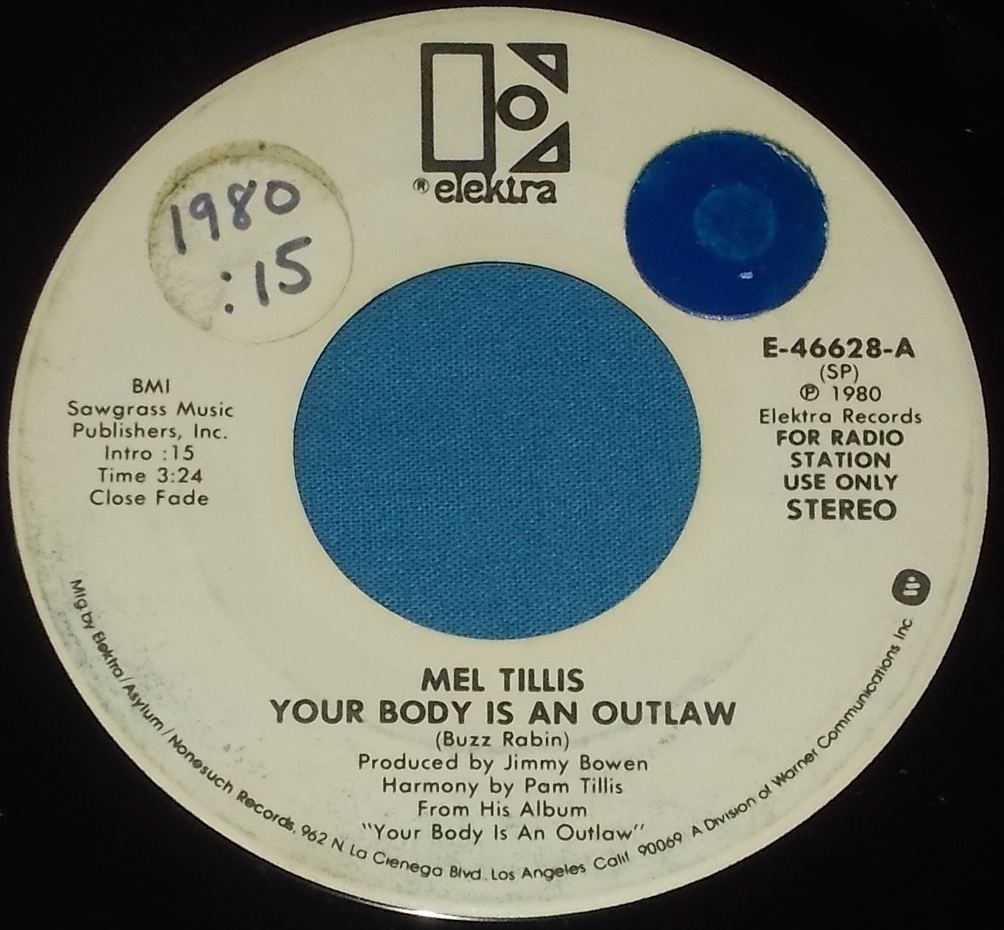 ® elektra
1980
:15
E-46628-A
(SP)
℗ 1980
Elektra Records
FOR RADIO
STATION
USE ONLY
STEREO
BMI
Sawgrass Music
Publishers, Inc.
Intro :15
Time 3:24
Close Fade
MEL TILLIS
YOUR BODY IS AN OUTLAW
(Buzz Rabin)
Produced by Jimmy Bowen
Harmony by Pam Tillis
From His Album
"Your Body Is An Outlaw"
Mfg by Elektra/Asylum/Nonesuch Records, 962 N. La Cienega Blvd. Los Angeles Calif 90069 A Division of Warner Communications Inc